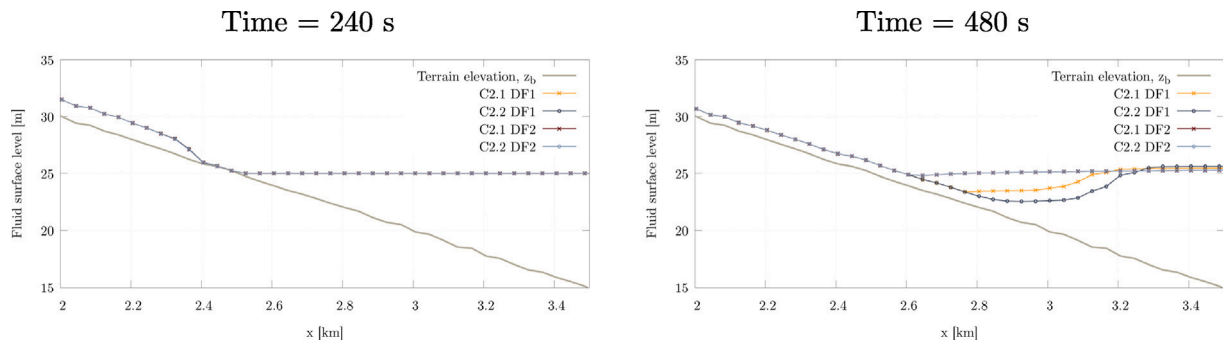 Time = 240 s
35
30
25
20
15
Fluid surface level [m]
Terrain elevation, z_b
C2.1 DF1
C2.2 DF1
C2.1 DF2
C2.2 DF2
2 2.2 2.4 2.6 2.8 3 3.2 3.4
x [km]
Time = 480 s
35
30
25
20
15
Fluid surface level [m]
Terrain elevation, z_b
C2.1 DF1
C2.2 DF1
C2.1 DF2
C2.2 DF2
2 2.2 2.4 2.6 2.8 3 3.2 3.4
x [km]